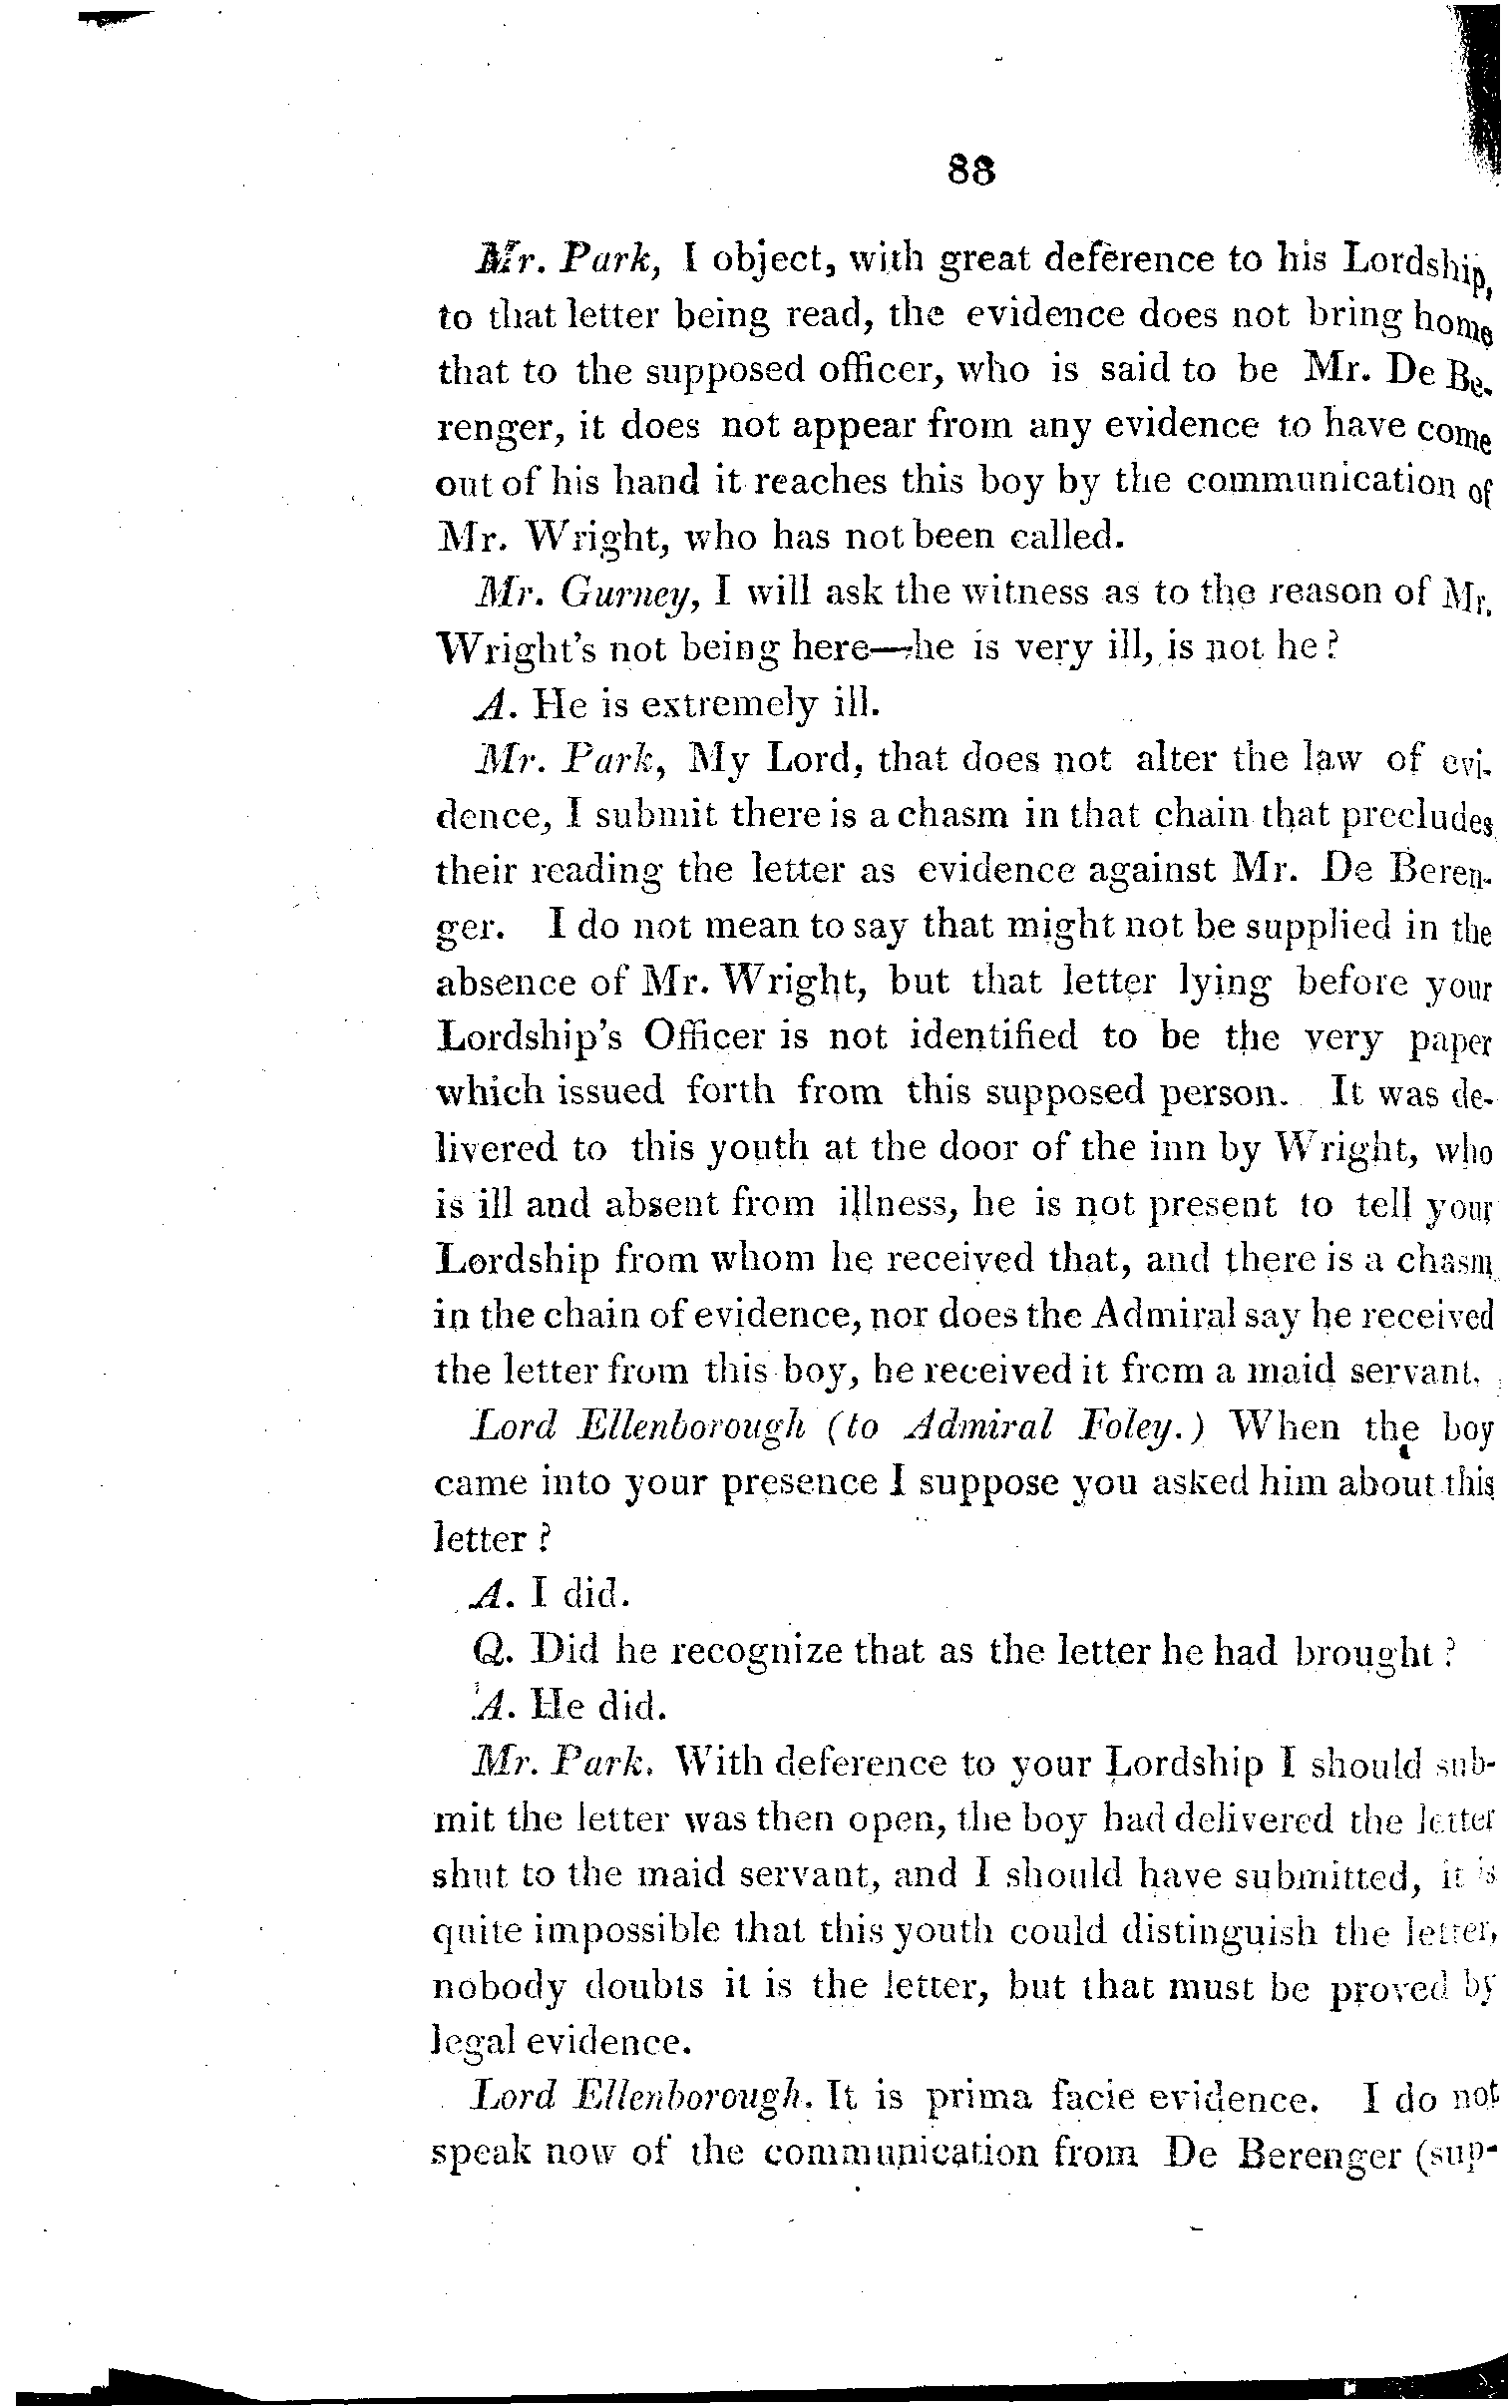 88
Mr. Park, I object, with great deference to his Lordship,
to that letter being read, the evidence does not bring home
that to the supposed officer, who is said to be Mr. De Be-
renger, it does not appear from any evidence to have come
out of his hand it reaches this boy by the communication of
Mr. Wright, who has not been called.
Mr. Gurney, I will ask the witness as to the reason of Mr.
Wright's not being here—he is very ill, is not he?
A. He is extremely ill.
Mr. Park, My Lord, that does not alter the law of evi-
dence, I submit there is a chasm in that chain that precludes
their reading the letter as evidence against Mr. De Beren-
ger. I do not mean to say that might not be supplied in the
absence of Mr. Wright, but that letter lying before your
Lordship's Officer is not identified to be the very paper
which issued forth from this supposed person. It was de-
livered to this youth at the door of the inn by Wright, who
is ill and absent from illness, he is not present to tell your
Lordship from whom he received that, and there is a chasm
in the chain of evidence, nor does the Admiral say he received
the letter from this boy, he received it from a maid servant.
Lord Ellenborough (to Admiral Foley.) When the boy
came into your presence I suppose you asked him about this
letter?
A. I did.
Q. Did he recognize that as the letter he had brought?
A. He did.
Mr. Park. With deference to your Lordship I should sub-
mit the letter was then open, the boy had delivered the letter
shut to the maid servant, and I should have submitted, it is
quite impossible that this youth could distinguish the letter,
nobody doubts it is the letter, but that must be proved by
legal evidence.
Lord Ellenborough. It is prima facie evidence. I do not
speak now of the communication from De Berenger (sup-